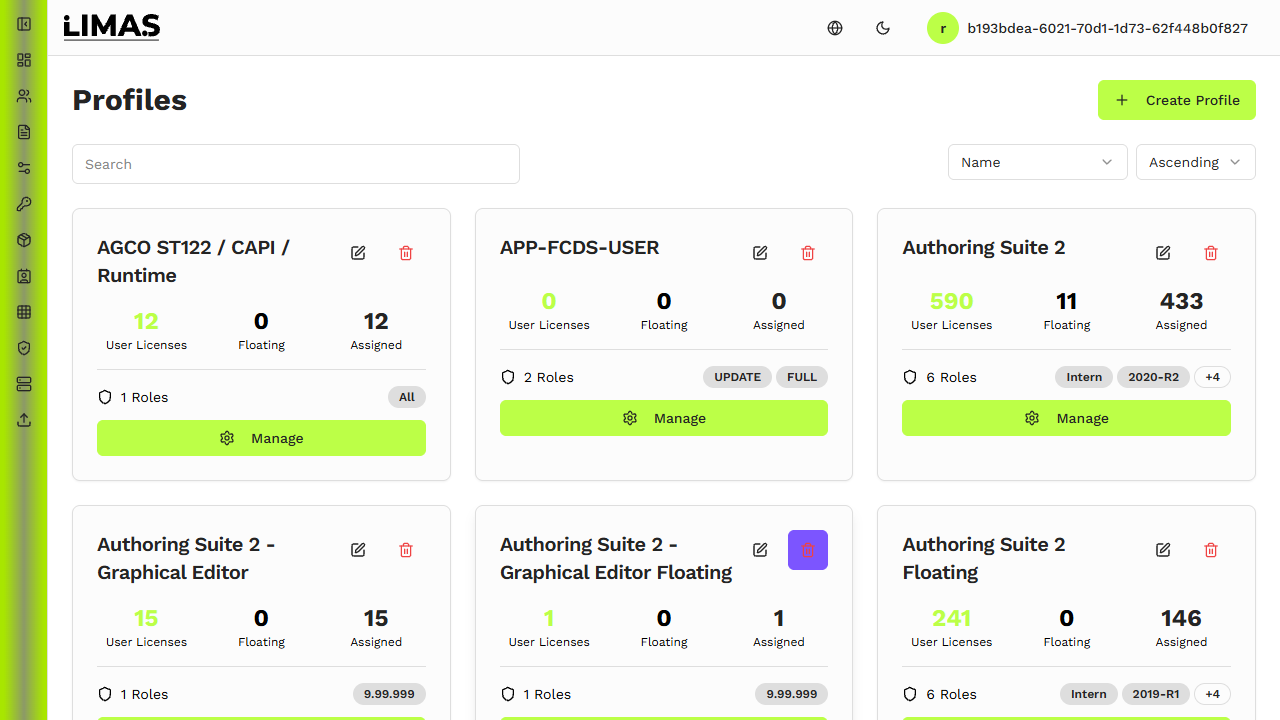 LIMAS
r
b193bdea-6021-70d1-1d73-62f448b0f827
Profiles
Create Profile
Search
Name
Ascending
AGCO ST122 / CAPI /
Runtime
12
0
12
User Licenses
Floating
Assigned
1 Roles
All
Manage
APP-FCDS-USER
0
0
0
User Licenses
Floating
Assigned
2 Roles
UPDATE
FULL
Manage
Authoring Suite 2
590
11
433
User Licenses
Floating
Assigned
6 Roles
Intern
2020-R2
+4
Manage
Authoring Suite 2 -
Graphical Editor
15
0
15
User Licenses
Floating
Assigned
1 Roles
9.99.999
Authoring Suite 2 -
Graphical Editor Floating
1
0
1
User Licenses
Floating
Assigned
1 Roles
9.99.999
Authoring Suite 2
Floating
241
0
146
User Licenses
Floating
Assigned
6 Roles
Intern
2019-R1
+4